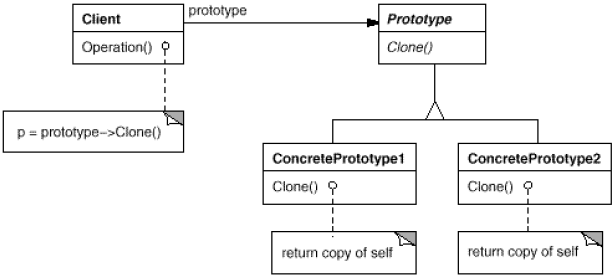 Client
prototype
Prototype
Operation()
Clone()
p = prototype->Clone()
ConcretePrototype1
ConcretePrototype2
Clone()
Clone()
return copy of self
return copy of self